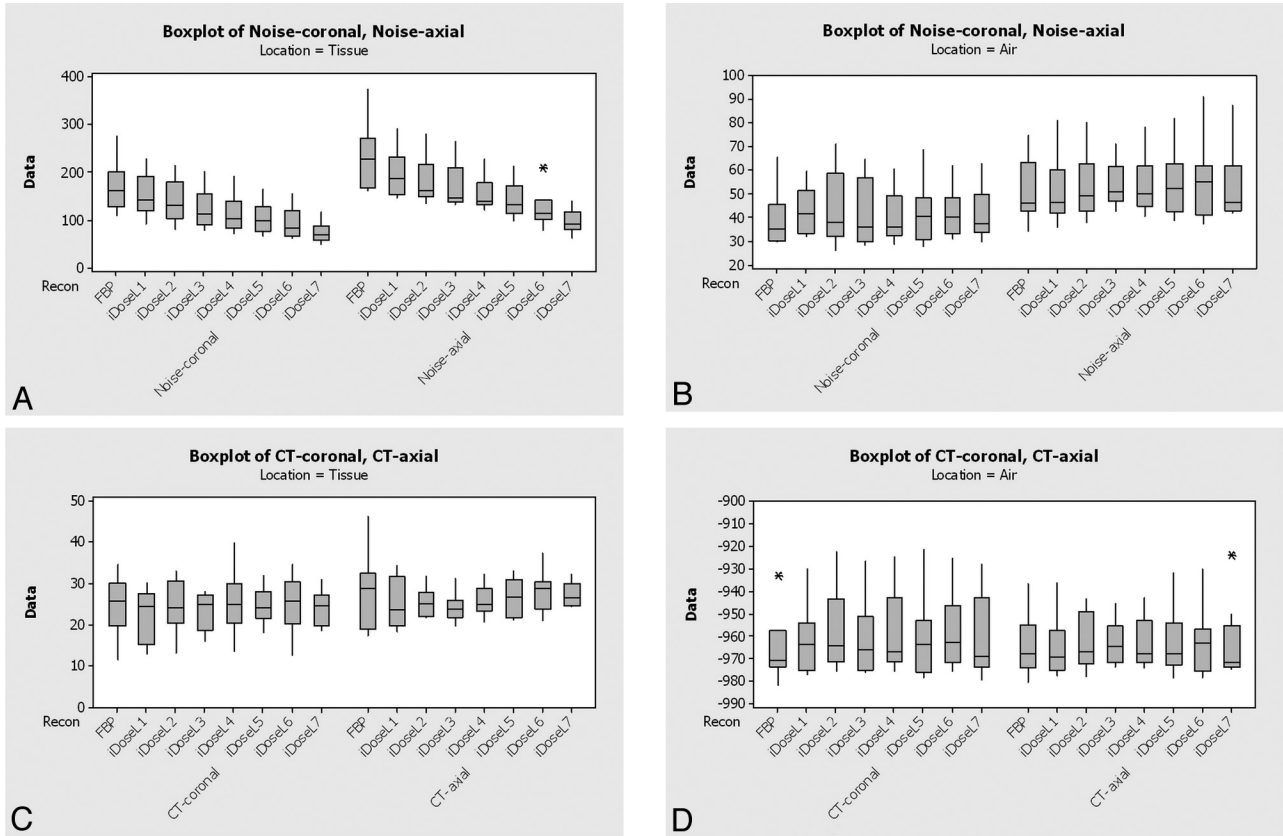 Boxplot of Noise-coronal, Noise-axial
Location = Tissue
Data
400
300
200
100
0
*
Recon
FBP
iDoseL1
iDoseL2
iDoseL3
iDoseL4
iDoseL5
iDoseL6
iDoseL7
FBP
iDoseL1
iDoseL2
iDoseL3
iDoseL4
iDoseL5
iDoseL6
iDoseL7
Noise-coronal
Noise-axial
A
Boxplot of Noise-coronal, Noise-axial
Location = Air
Data
100
90
80
70
60
50
40
30
20
Recon
FBP
iDoseL1
iDoseL2
iDoseL3
iDoseL4
iDoseL5
iDoseL6
iDoseL7
FBP
iDoseL1
iDoseL2
iDoseL3
iDoseL4
iDoseL5
iDoseL6
iDoseL7
Noise-coronal
Noise-axial
B
Boxplot of CT-coronal, CT-axial
Location = Tissue
Data
50
40
30
20
10
0
Recon
FBP
iDoseL1
iDoseL2
iDoseL3
iDoseL4
iDoseL5
iDoseL6
iDoseL7
FBP
iDoseL1
iDoseL2
iDoseL3
iDoseL4
iDoseL5
iDoseL6
iDoseL7
CT-coronal
CT-axial
C
Boxplot of CT-coronal, CT-axial
Location = Air
Data
-900
-910
-920
-930
-940
-950
-960
-970
-980
-990
*
*
Recon
FBP
iDoseL1
iDoseL2
iDoseL3
iDoseL4
iDoseL5
iDoseL6
iDoseL7
FBP
iDoseL1
iDoseL2
iDoseL3
iDoseL4
iDoseL5
iDoseL6
iDoseL7
CT-coronal
CT-axial
D